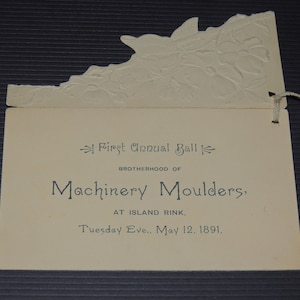 First Annual Ball
BROTHERHOOD OF
Machinery Moulders,
AT ISLAND RINK,
Tuesday Eve., May 12, 1891.